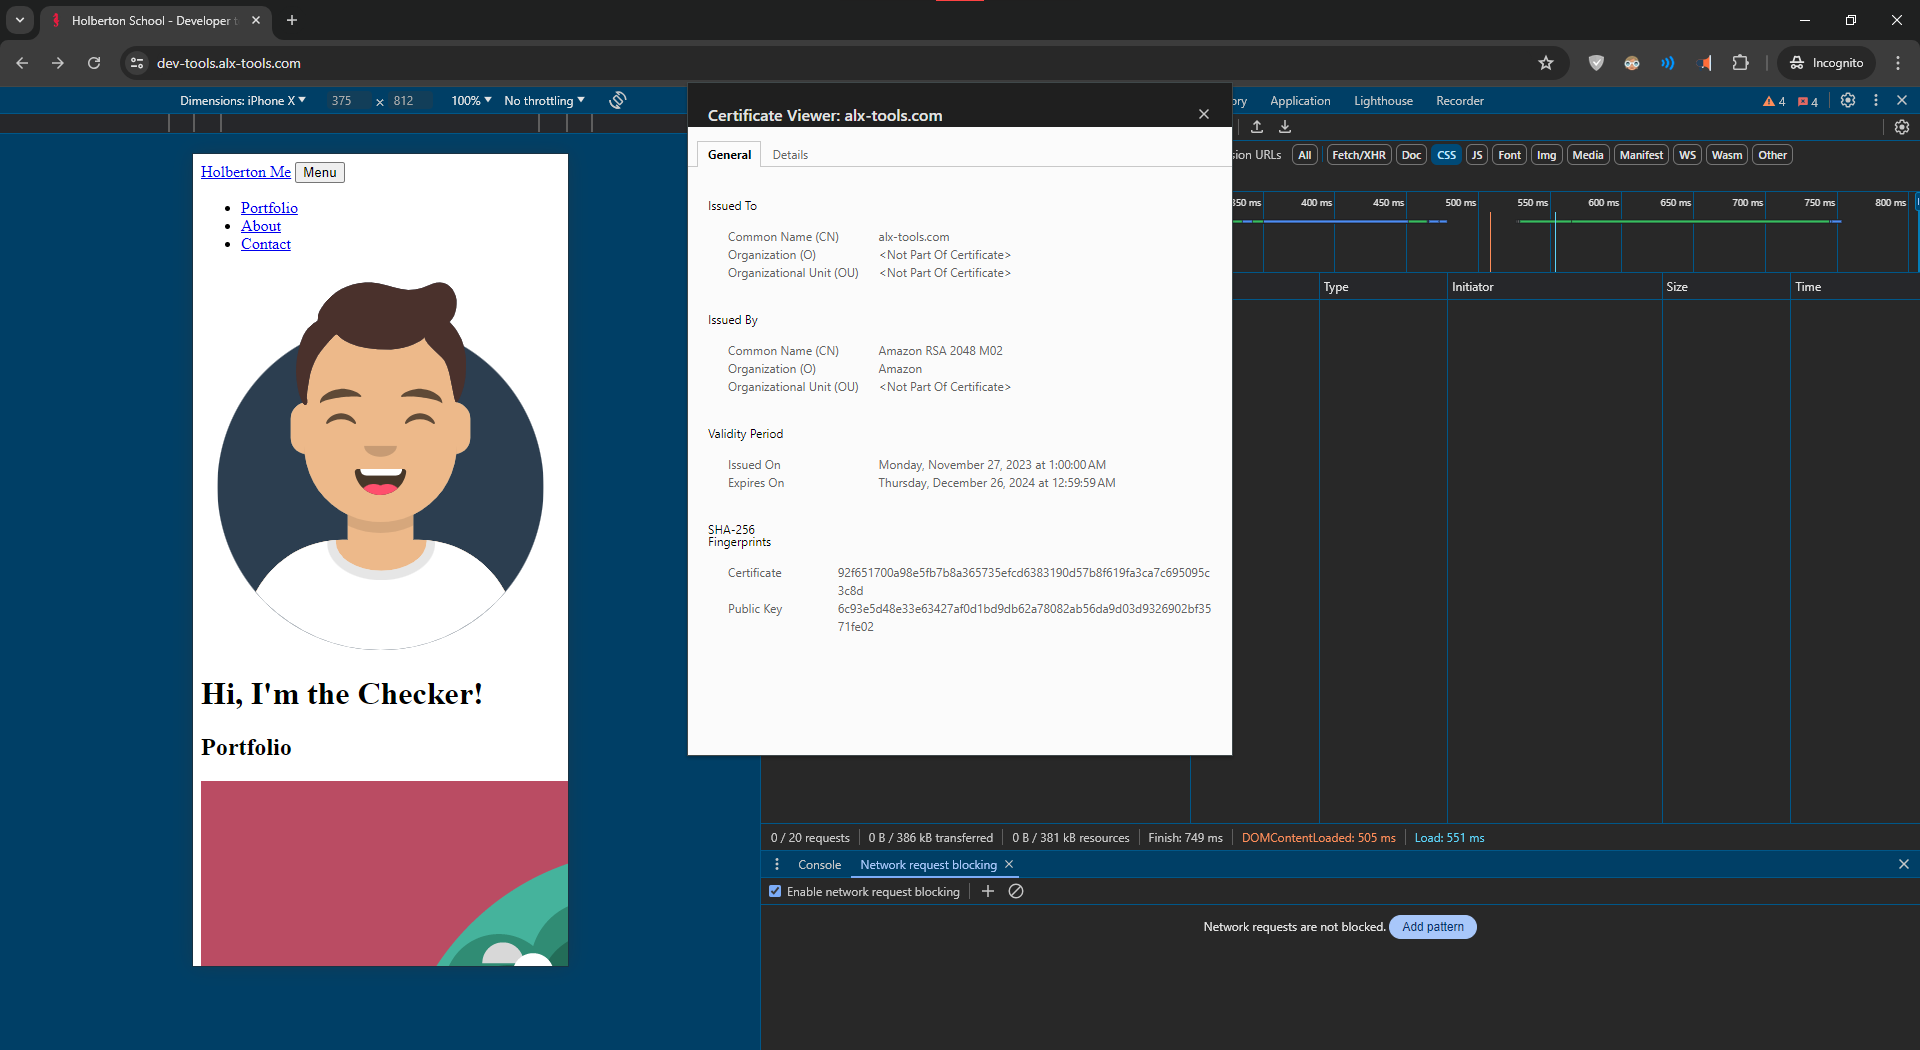 Holberton School - Developer t
dev-tools.alx-tools.com
Incognito
Dimensions: iPhone X
375 × 812
100%
No throttling
Application
Lighthouse
Recorder
4
4
Certificate Viewer: alx-tools.com
General
Details
Issued To
Common Name (CN) alx-tools.com
Organization (O) <Not Part Of Certificate>
Organizational Unit (OU) <Not Part Of Certificate>
Issued By
Common Name (CN) Amazon RSA 2048 M02
Organization (O) Amazon
Organizational Unit (OU) <Not Part Of Certificate>
Validity Period
Issued On Monday, November 27, 2023 at 1:00:00 AM
Expires On Thursday, December 26, 2024 at 12:59:59 AM
SHA-256
Fingerprints
Certificate 92f651700a98e5fb7b8a365735efcd6383190d57b8f619fa3ca7c695095c
3c8d
Public Key 6c93e5d48e33e63427af0d1bd9db62a78082ab56da9d03d9326902bf35
71fe02
Holberton Me Menu
Portfolio
About
Contact
Hi, I'm the Checker!
Portfolio
URLs All Fetch/XHR Doc CSS JS Font Img Media Manifest WS Wasm Other
400 ms 450 ms 500 ms 550 ms 600 ms 650 ms 700 ms 750 ms 800 ms
Type Initiator Size Time
0 / 20 requests 0 B / 386 kB transferred 0 B / 381 kB resources Finish: 749 ms DOMContentLoaded: 505 ms Load: 551 ms
Console Network request blocking
Enable network request blocking
Network requests are not blocked. Add pattern